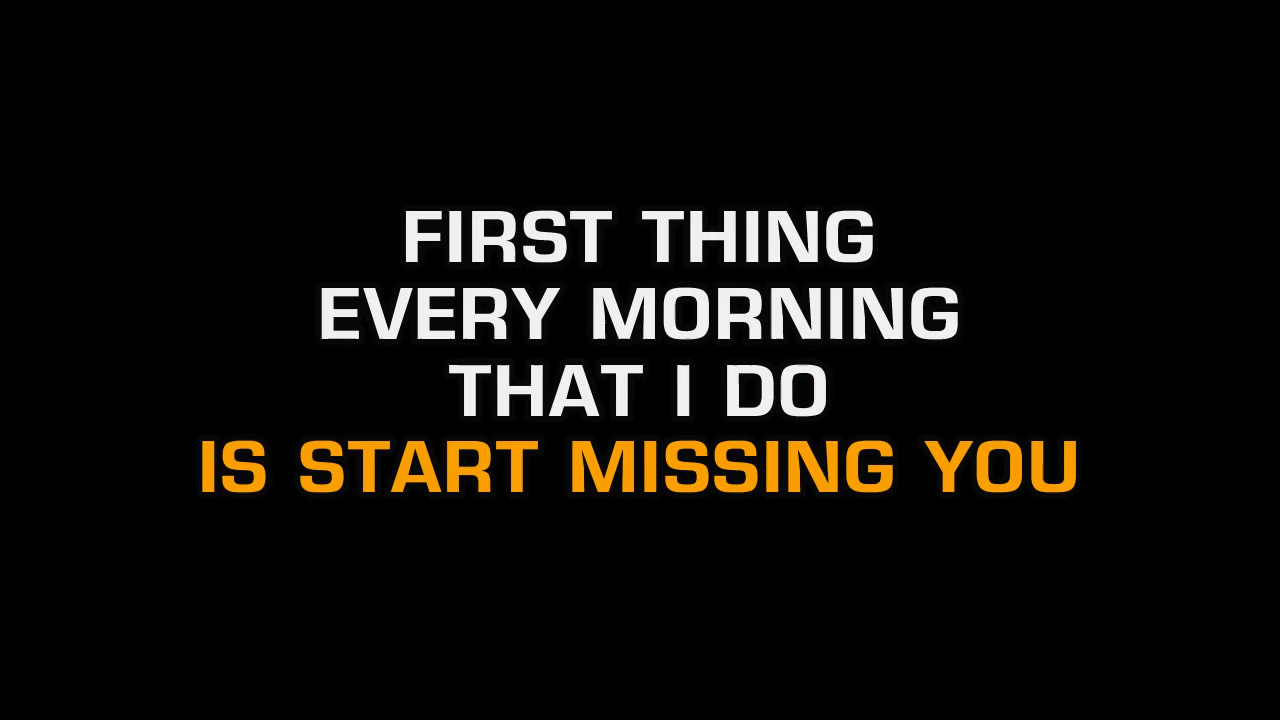 FIRST THING
EVERY MORNING
THAT I DO
IS START MISSING YOU